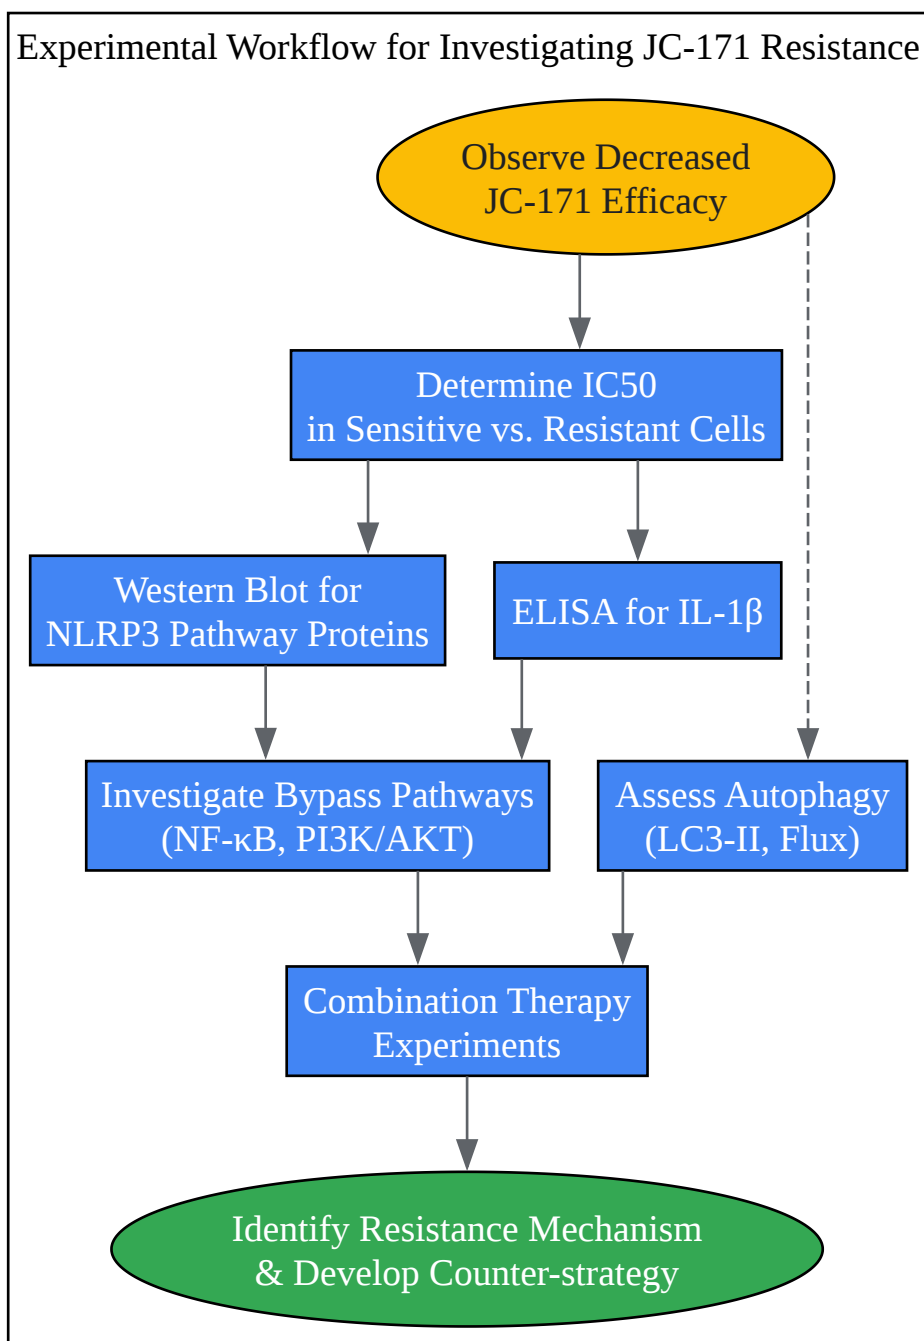 Experimental Workflow for Investigating JC-171 Resistance
Observe Decreased
JC-171 Efficacy
Determine IC50
in Sensitive vs. Resistant Cells
Western Blot for
NLRP3 Pathway Proteins
ELISA for IL-1β
Investigate Bypass Pathways
(NF-κB, PI3K/AKT)
Assess Autophagy
(LC3-II, Flux)
Combination Therapy
Experiments
Identify Resistance Mechanism
& Develop Counter-strategy